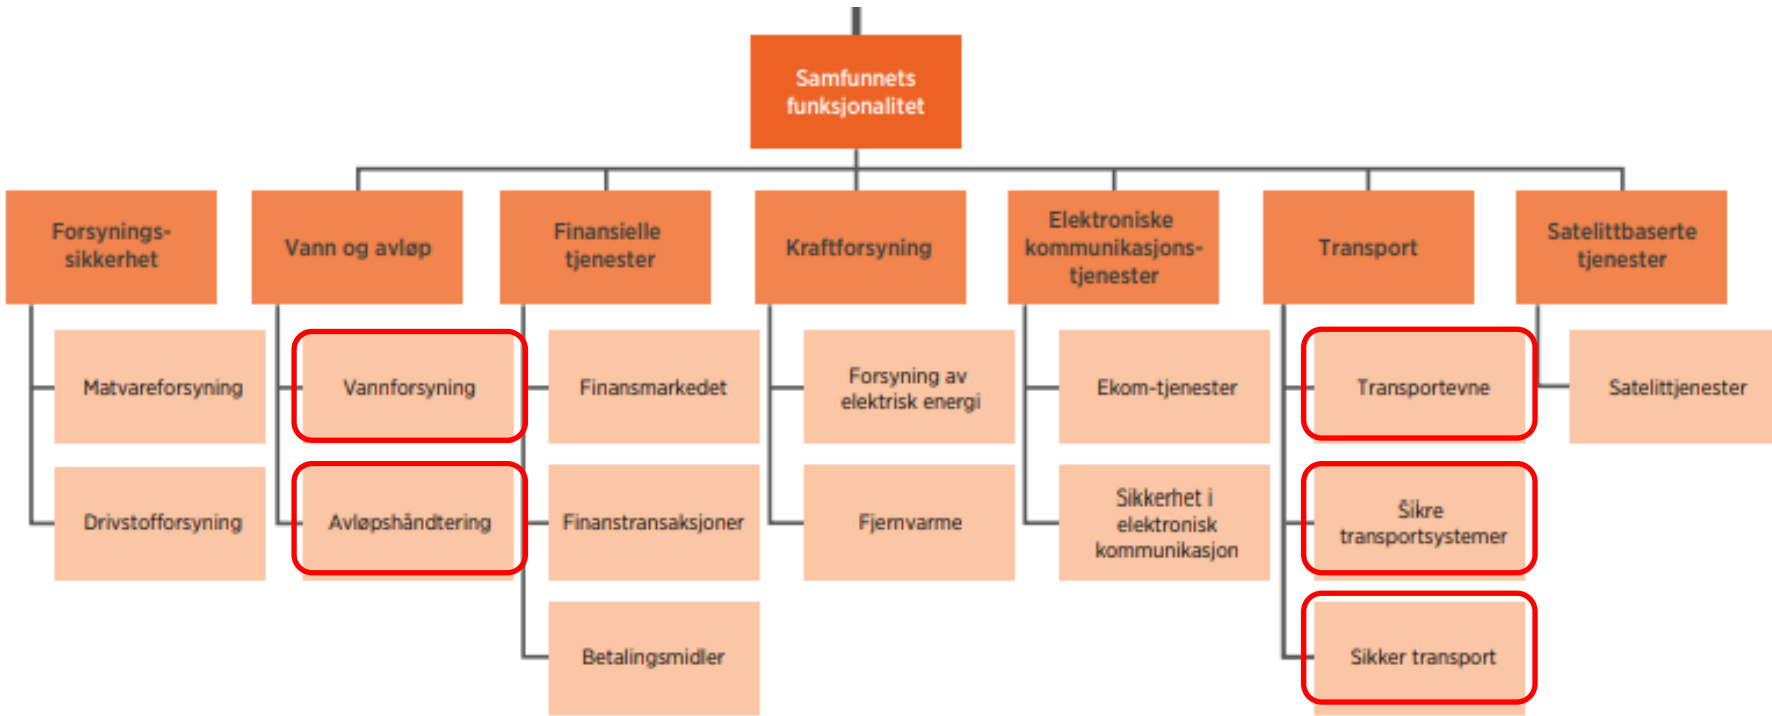 Samfunnets
funksjonalitet
Forsynings-
sikkerhet
Vann og avløp
Finansielle
tjenester
Kraftforsyning
Elektroniske
kommunikasjons-
tjenester
Transport
Satelittbaserte
tjenester
Matvareforsyning
Vannforsyning
Finansmarkedet
Forsyning av
elektrisk energi
Ekom-tjenester
Transportevne
Satelittjenester
Drivstofforsyning
Avløpshåndtering
Finanstransaksjoner
Fjernvarme
Sikkerhet i
elektronisk
kommunikasjon
Sikre
transportsystemer
Betalingsmidler
Sikker transport